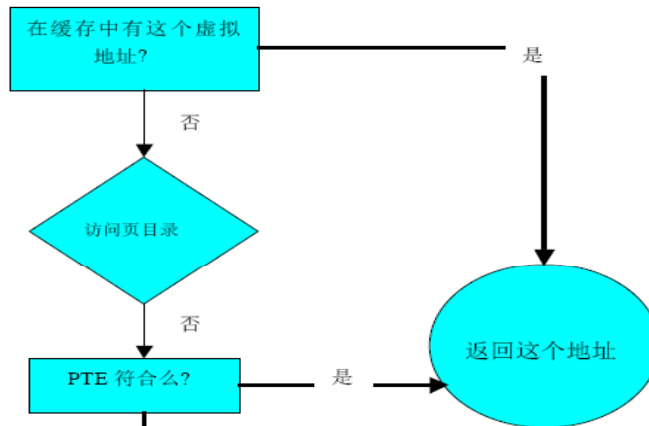 在缓存中有这个虚拟
地址?
是
否
访问页目录
否
返回这个地址
PTE 符合么?
是